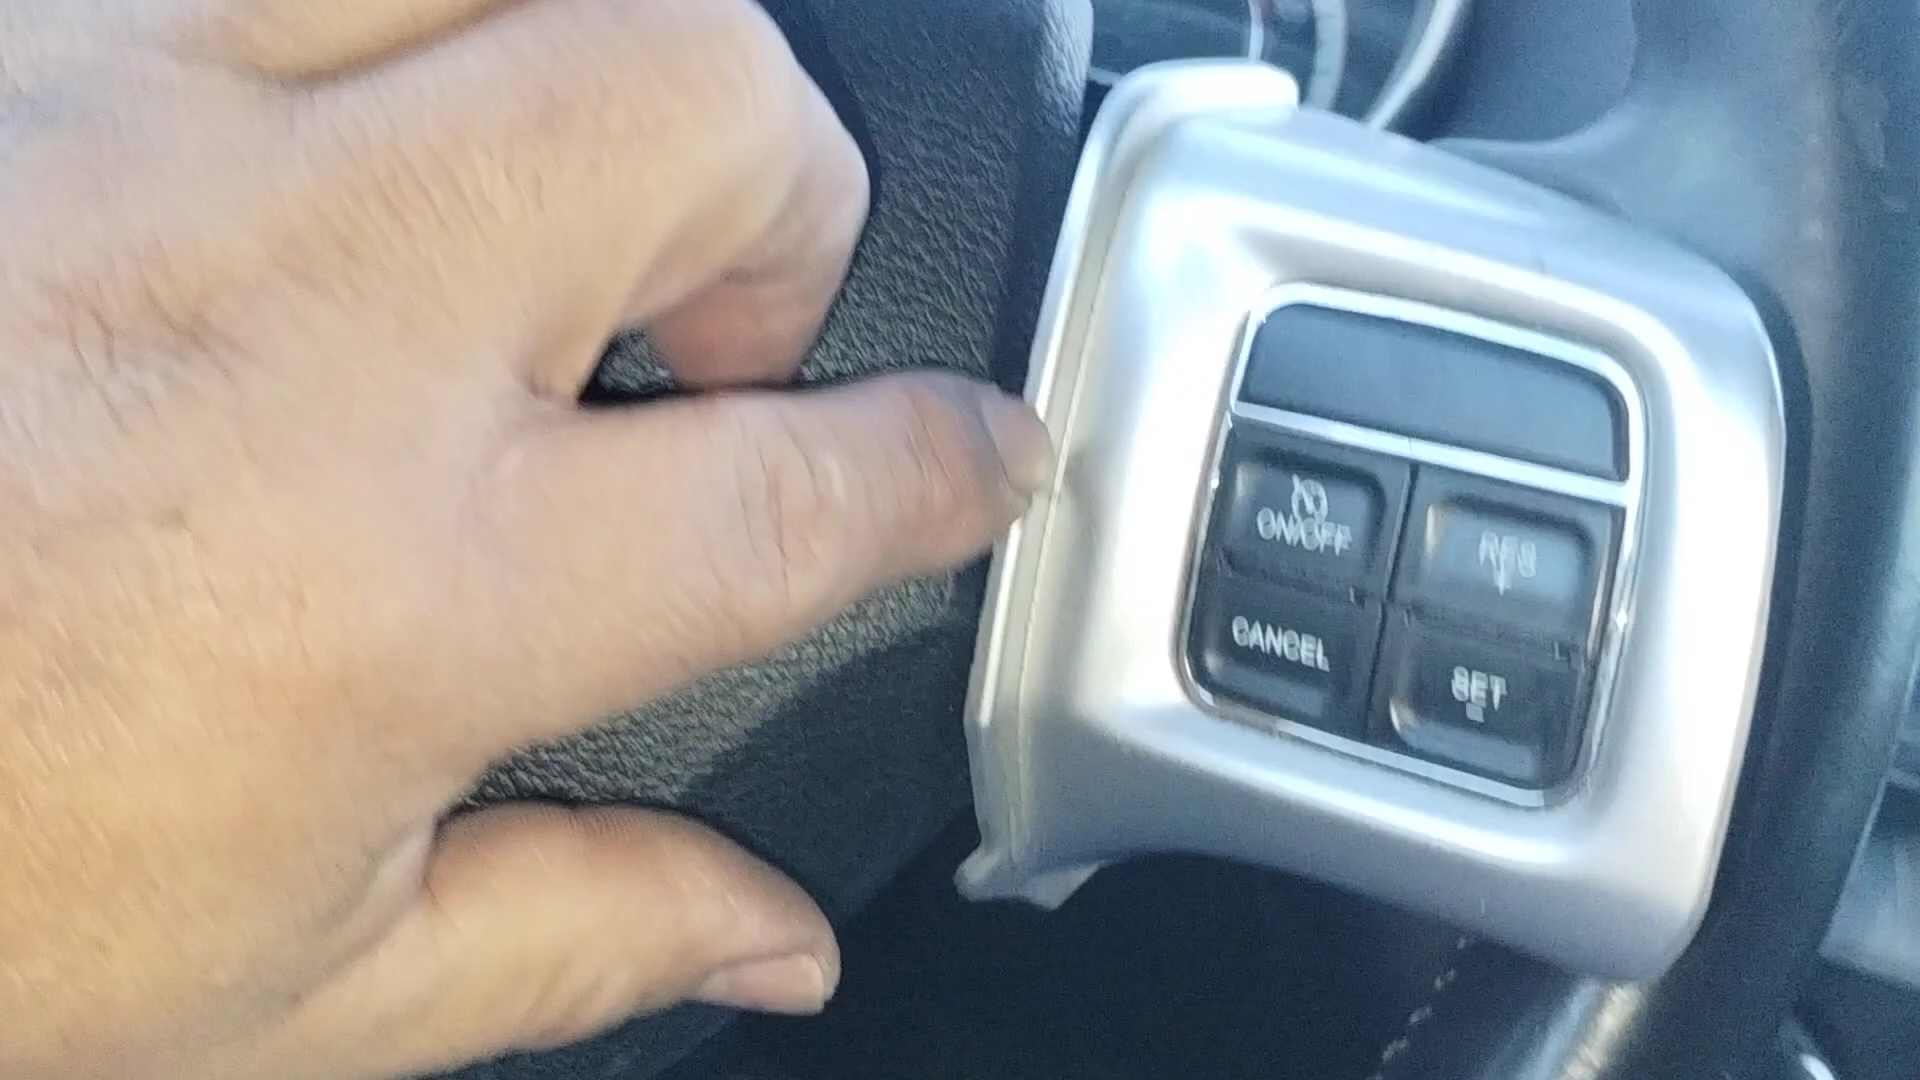 ON/OFF
RES
+
CANCEL
SET
-